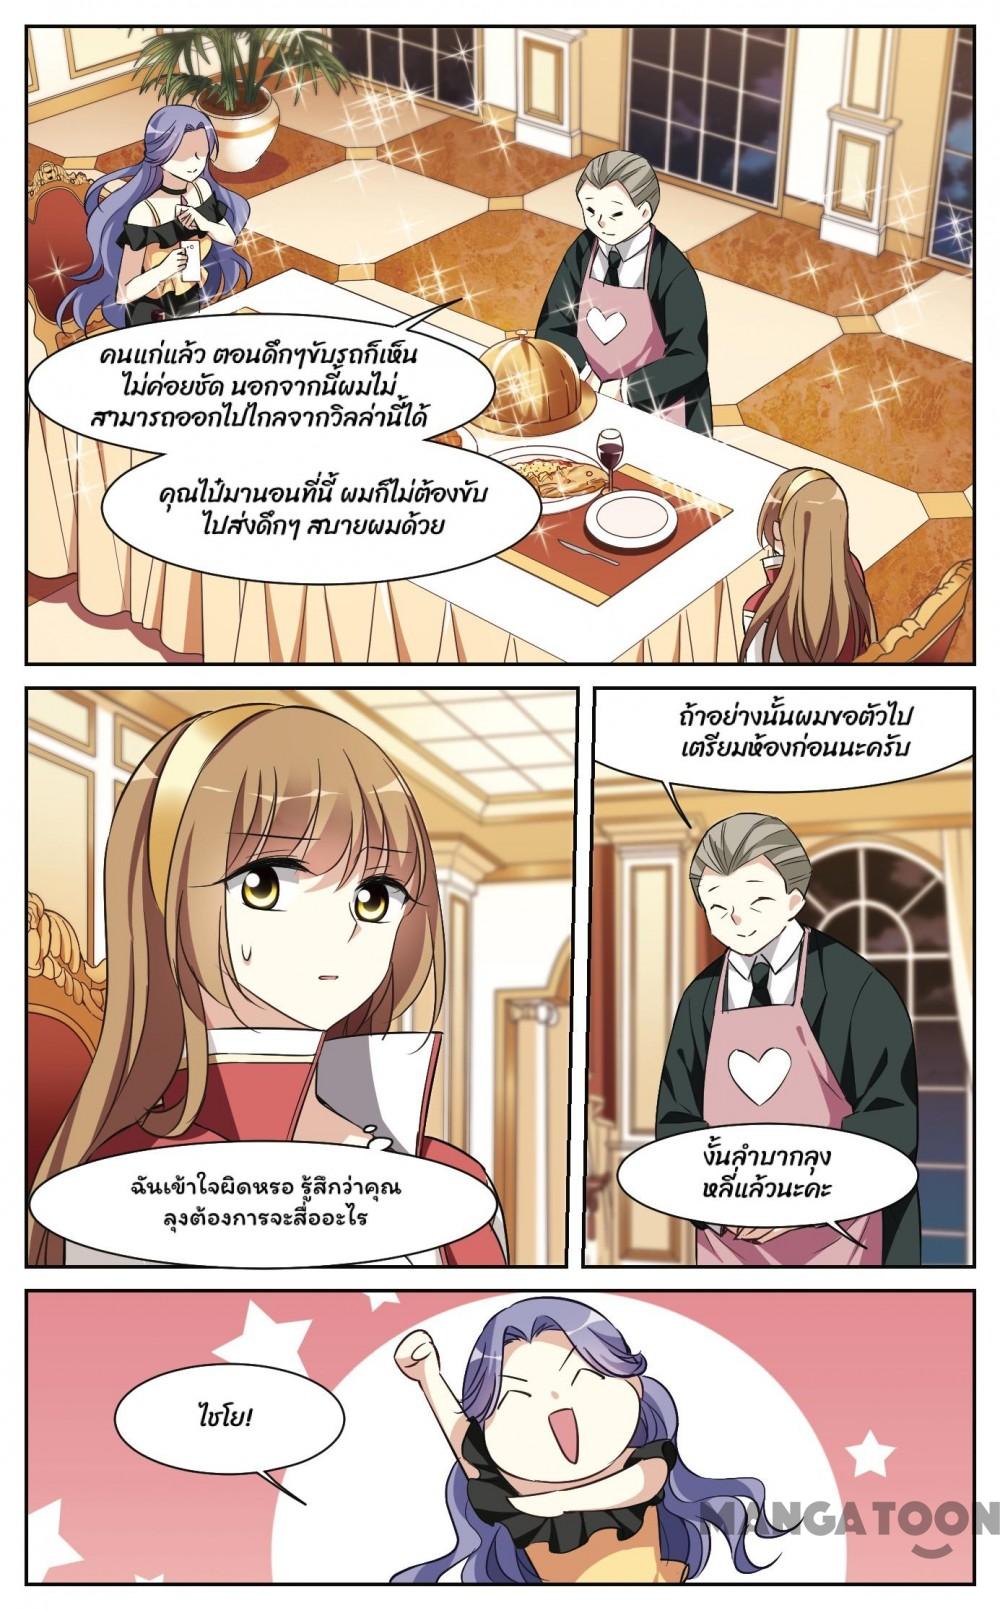 คนแก่แล้ว ตอนดึกๆขับรถก็เห็น
ไม่ค่อยชัด นอกจากนี้ผมไม่
สามารถออกไปไกลจากวิลล่านี้ได้
คุณไป๋มานอนที่นี้ ผมก็ไม่ต้องขับ
ไปส่งดึกๆ สบายผมด้วย
ถ้าอย่างนั้นผมขอตัวไป
เตรียมห้องก่อนนะครับ
ฉันเข้าใจผิดหรอ รู้สึกว่าคุณ
ลุงต้องการจะสื่ออะไร
งั้นลำบากลุง
หลี่แล้วนะคะ
ไชโย!
MANGATOON